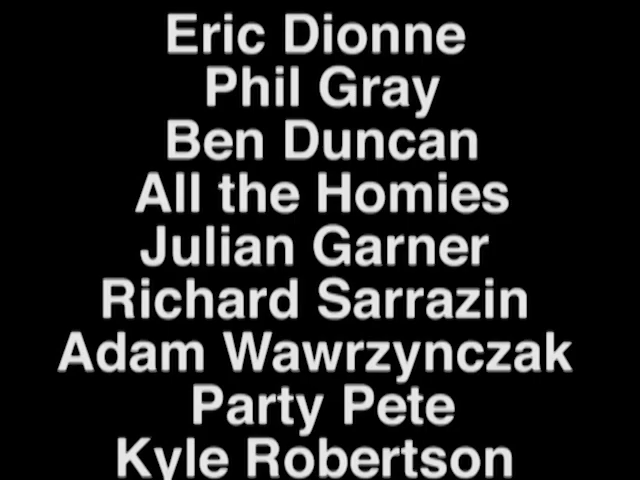 Eric Dionne
Phil Gray
Ben Duncan
All the Homies
Julian Garner
Richard Sarrazin
Adam Wawrzynczak
Party Pete
Kyle Robertson